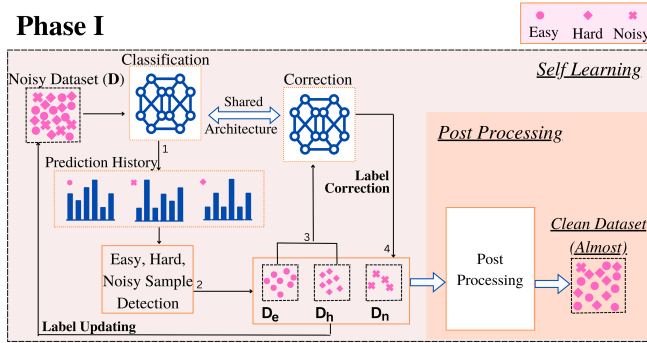 Phase I
Easy Hard Noisy
Classification
Self Learning
Noisy Dataset (D)
Correction
Shared
Architecture
Post Processing
1
Prediction History
Label
Correction
3
4
Easy, Hard,
Noisy Sample
Detection
2
Post
Processing
Clean Dataset
(Almost)
De Dh Dn
Label Updating